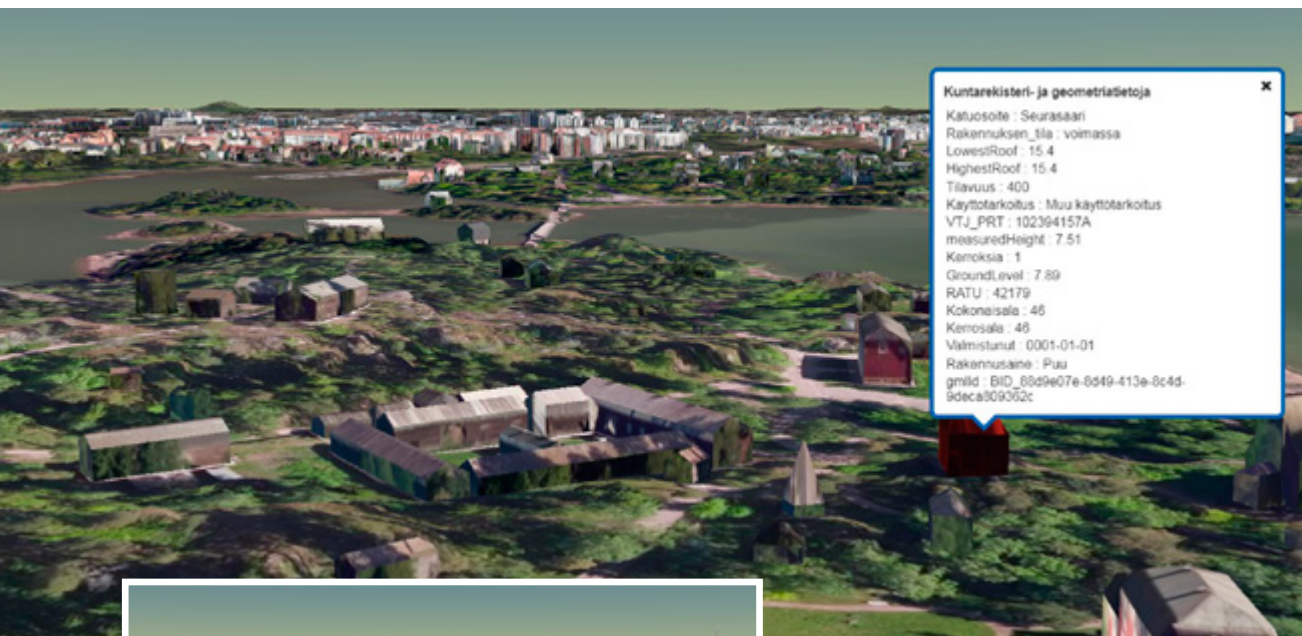 Kuntarekisteri- ja geometriatietoja
Katuosoite : Seurasaari
Rakennuksen_tila : voimassa
LowestRoof : 15.4
HighestRoof : 15.4
Tilavuus : 400
Kayttotarkoitus : Muu kayttotarkoitus
VTJ_PRT : 102394157A
measuredHeight : 7.51
Kerroksia : 1
GroundLevel : 7.89
RATU : 42179
Kokonaisala : 46
Kerrosala : 46
Valmistunut : 0001-01-01
Rakennusaine : Puu
gmlId : BID_88d9e07e-8d49-413e-8c4d-
9deca809362c